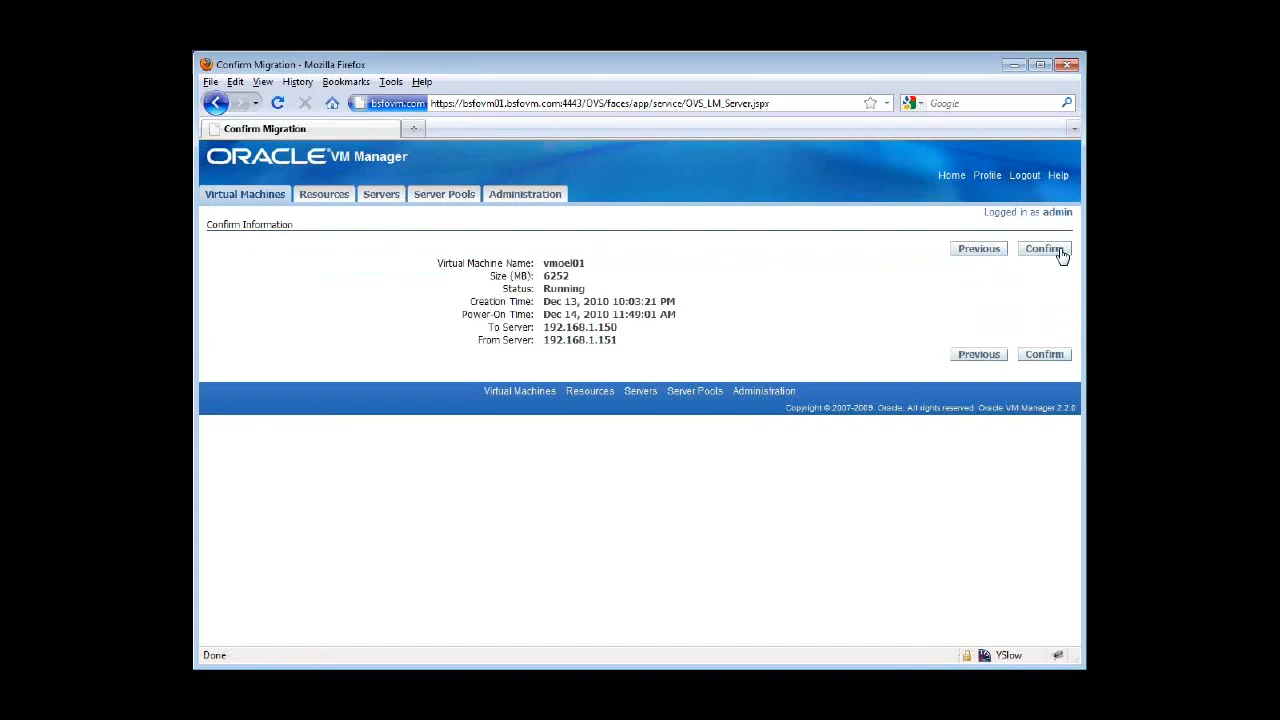 Confirm Migration - Mozilla Firefox
File Edit View History Bookmarks Tools Help
bsfovm.com https://bsfovm01.bsfovm.com:4443/OVS/faces/app/service/OVS_LM_Server.jspx Google
Confirm Migration
ORACLE VM Manager
Home Profile Logout Help
Virtual Machines Resources Servers Server Pools Administration
Logged in as admin
Confirm Information
Previous Confirm
Virtual Machine Name: vmoel01
Size (MB): 6252
Status: Running
Creation Time: Dec 13, 2010 10:03:21 PM
Power-On Time: Dec 14, 2010 11:49:01 AM
To Server: 192.168.1.150
From Server: 192.168.1.151
Previous Confirm
Virtual Machines Resources Servers Server Pools Administration
Copyright © 2007-2009, Oracle. All rights reserved. Oracle VM Manager 2.2.0
Done YSlow